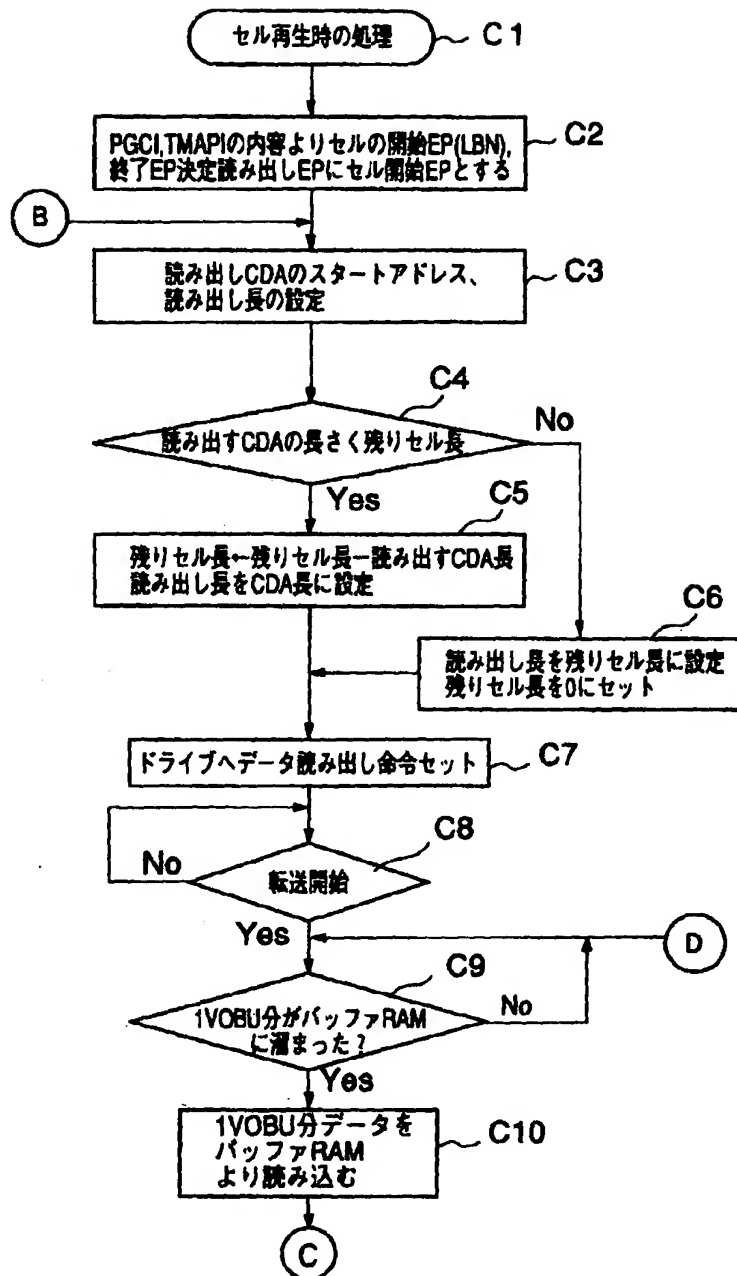 セル再生時の処理
C1
PGCI,TMAPIの内容よりセルの開始EP(LBN),
終了EP決定読み出しEPにセル開始EPとする
C2
B
読み出しCDAのスタートアドレス、
読み出し長の設定
C3
C4
読み出すCDAの長さく残りセル長
No
Yes
C5
残りセル長←残りセル長ー読み出すCDA長
読み出し長をCDA長に設定
C6
読み出し長を残りセル長に設定
残りセル長を0にセット
ドライブへデータ読み出し命令セット
C7
C8
No
転送開始
Yes
D
C9
1VOBU分がバッファRAM
に溜まった?
No
Yes
1VOBU分データを
バッファRAM
より読み込む
C10
C